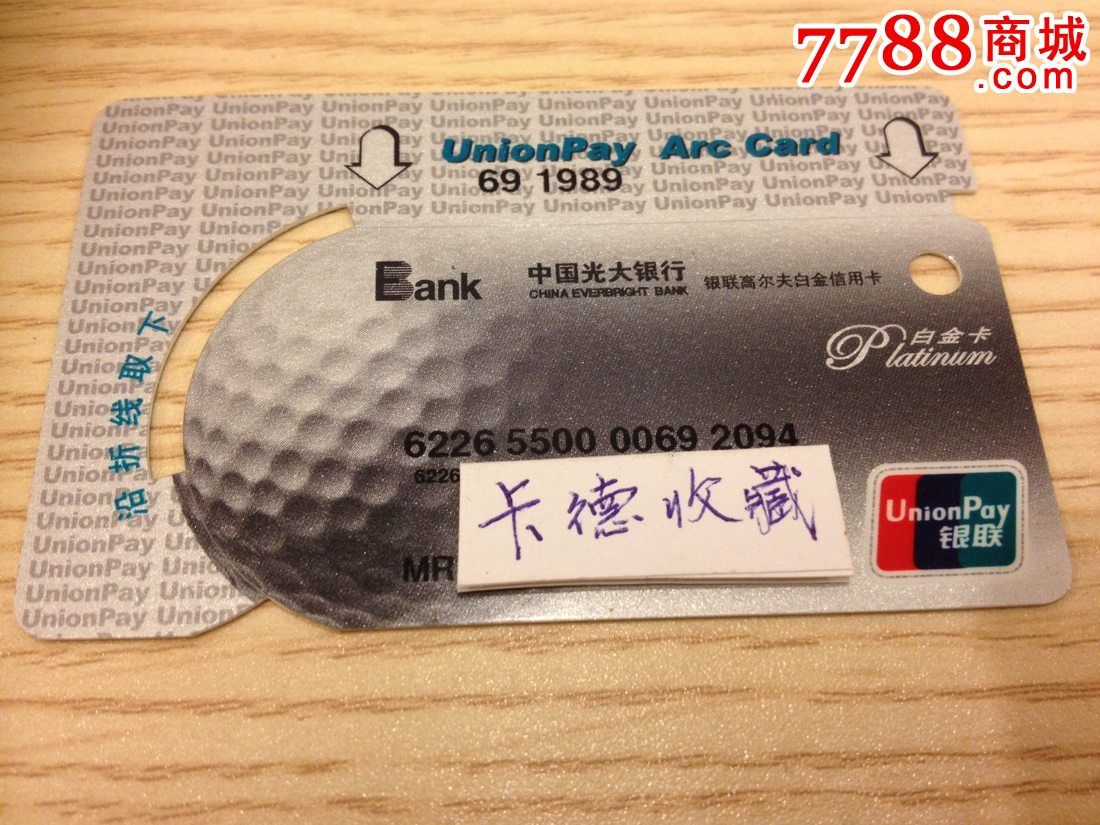 7788商城
.com
UnionPay Arc Card
69 1989
Bank 中国光大银行 银联高尔夫白金信用卡
CHINA EVERBRIGHT BANK
白金卡
Platinum
沿折线取下
6226 5500 0069 2094
6226
卡德收藏
MR
UnionPay
银联